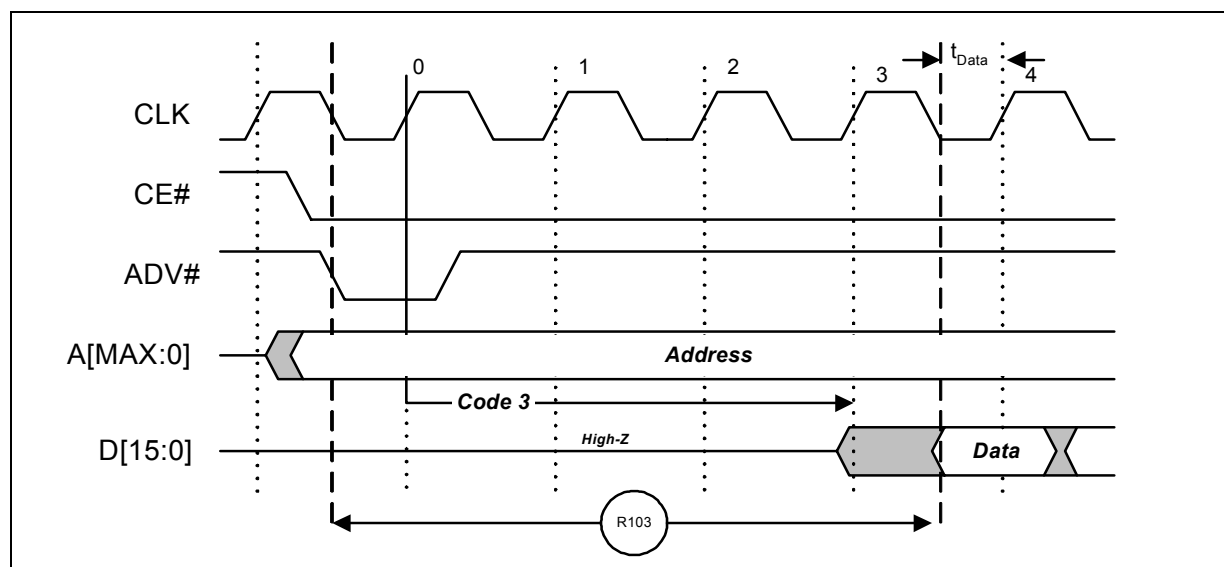 0 1 2 3 tData 4
CLK
CE#
ADV#
A[MAX:0] Address
Code 3
D[15:0] High-Z Data
R103